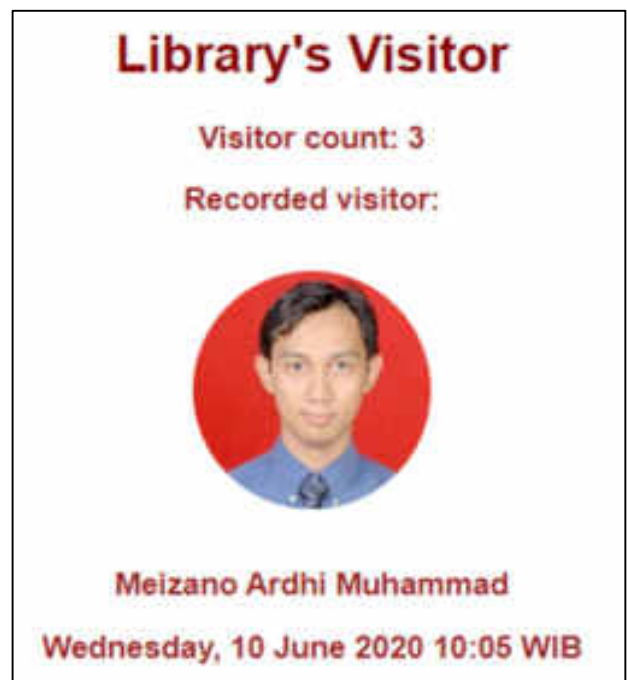 Library's Visitor
Visitor count: 3
Recorded visitor:
Meizano Ardhi Muhammad
Wednesday, 10 June 2020 10:05 WIB